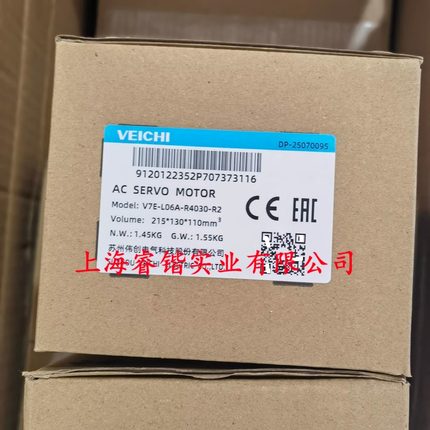 VEICHI
DP-25070095
9120122352P707373116
AC SERVO MOTOR
Model: V7E-L06A-R4030-R2
Volume: 215*130*110mm³
N.W.: 1.45KG G.W.: 1.55KG
CE EAC
苏州伟创电气科技股份有限公司
上海睿锴实业有限公司